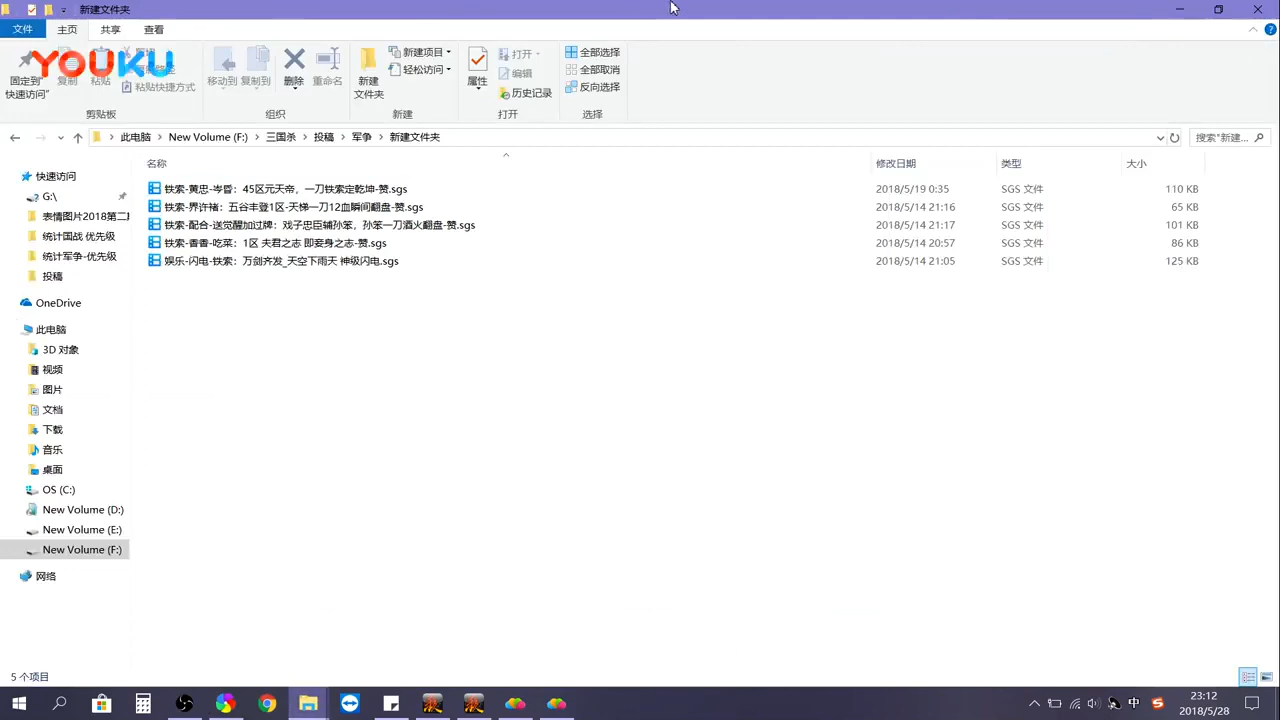 新建文件夹
文件 主页 共享 查看
YOUKU
固定到"快速访问" 复制 粘贴 粘贴快捷方式 移动到 复制到 删除 重命名 新建文件夹 新建项目 轻松访问 属性 打开 编辑 历史记录 全部选择 全部取消 反向选择
剪贴板 组织 新建 打开 选择
此电脑 New Volume (F:) 三国杀 投稿 军争 新建文件夹 搜索"新建...
名称 修改日期 类型 大小
铁索-黄忠-岑昏：45区元天帝，一刀铁索定乾坤-赞.sgs 2018/5/19 0:35 SGS 文件 110 KB
铁索-界许褚：五谷丰登1区-天梯一刀12血瞬间翻盘-赞.sgs 2018/5/14 21:16 SGS 文件 65 KB
铁索-配合-送觉醒加过牌：戏子忠臣辅孙笨，孙笨一刀酒火翻盘-赞.sgs 2018/5/14 21:17 SGS 文件 101 KB
铁索-香香-吃菜：1区 夫君之志 即妾身之志-赞.sgs 2018/5/14 20:57 SGS 文件 86 KB
娱乐-闪电-铁索：万剑齐发_天空下雨天 神级闪电.sgs 2018/5/14 21:05 SGS 文件 125 KB
快速访问
G:\
表情图片2018第二
统计国战 优先级
统计军争-优先级
投稿
OneDrive
此电脑
3D 对象
视频
图片
文档
下载
音乐
桌面
OS (C:)
New Volume (D:)
New Volume (E:)
New Volume (F:)
网络
5 个项目
中 23:12
2018/5/28